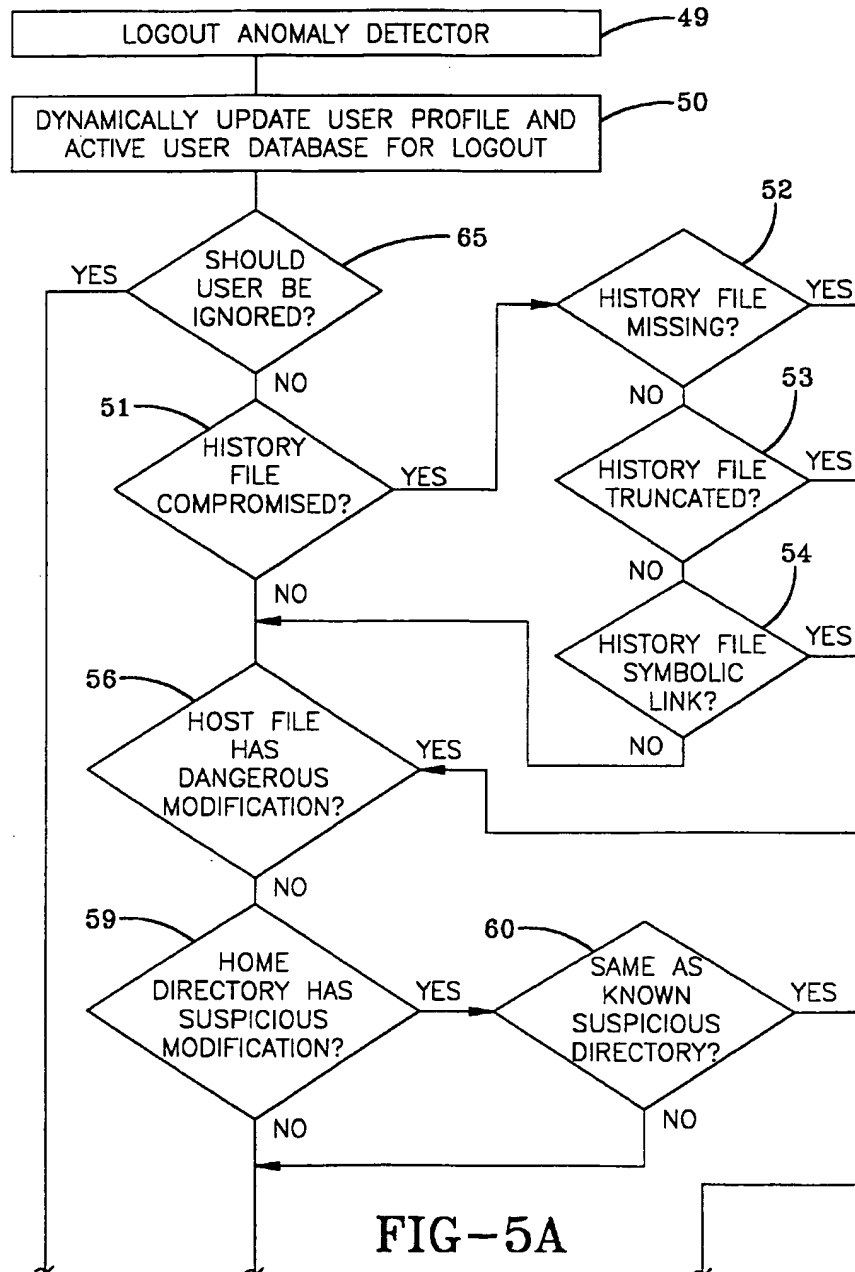 LOGOUT ANOMALY DETECTOR
49
DYNAMICALLY UPDATE USER PROFILE AND
ACTIVE USER DATABASE FOR LOGOUT
50
SHOULD
USER BE
IGNORED?
65
YES
NO
52
HISTORY FILE
MISSING?
YES
NO
51
HISTORY
FILE
COMPROMISED?
YES
NO
53
HISTORY FILE
TRUNCATED?
YES
NO
54
HISTORY FILE
SYMBOLIC
LINK?
YES
NO
56
HOST FILE
HAS
DANGEROUS
MODIFICATION?
YES
NO
59
HOME
DIRECTORY HAS
SUSPICIOUS
MODIFICATION?
YES
NO
60
SAME AS
KNOWN
SUSPICIOUS
DIRECTORY?
YES
NO
FIG-5A